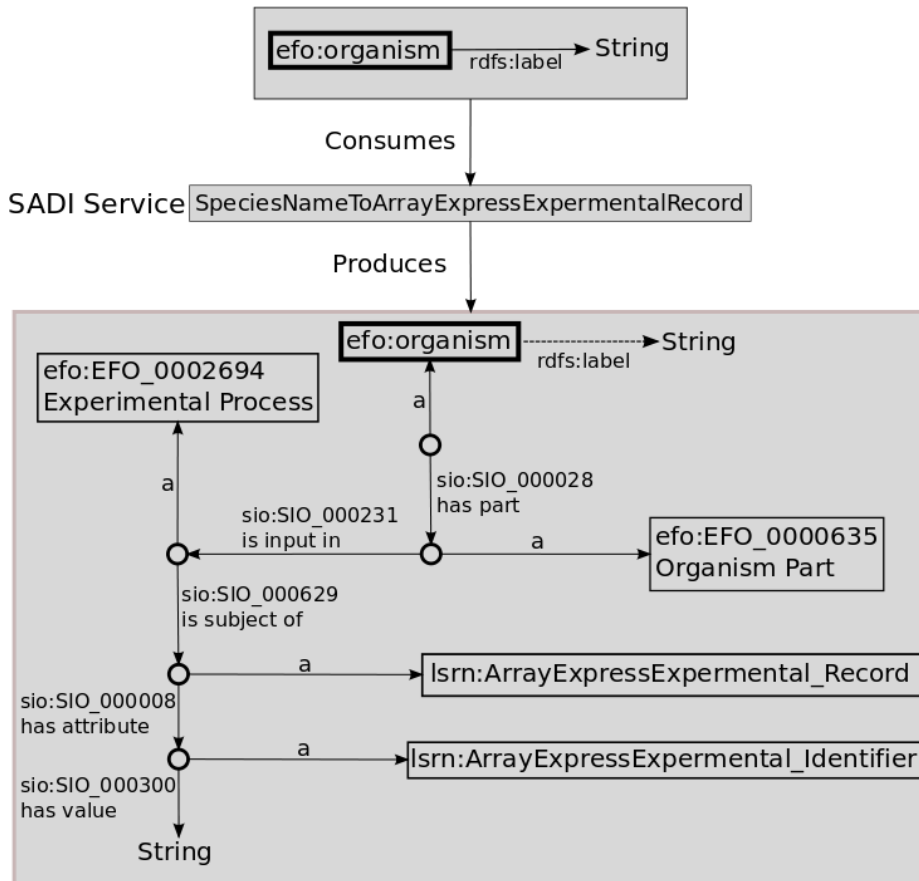 efo:organism
rdfs:label
String
Consumes
SADI Service
SpeciesNameToArrayExpressExpermentalRecord
Produces
efo:organism
rdfs:label
String
efo:EFO_0002694
Experimental Process
a
a
sio:SIO_000028
has part
sio:SIO_000231
is input in
a
efo:EFO_0000635
Organism Part
sio:SIO_000629
is subject of
a
lsrn:ArrayExpressExpermental_Record
sio:SIO_000008
has attribute
a
lsrn:ArrayExpressExpermental_Identifier
sio:SIO_000300
has value
String